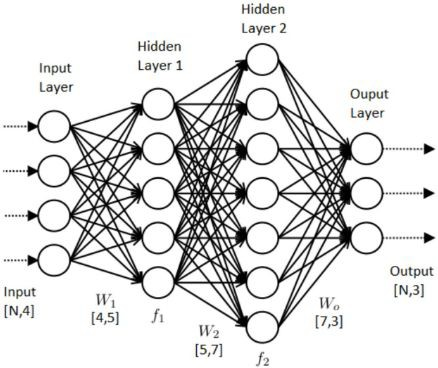 Hidden
Layer 2
Hidden
Layer 1
Input
Layer
Ouput
Layer
Input
[N,4]
W₁
[4,5]
f₁
W₂
[5,7]
f₂
Wₒ
[7,3]
Output
[N,3]